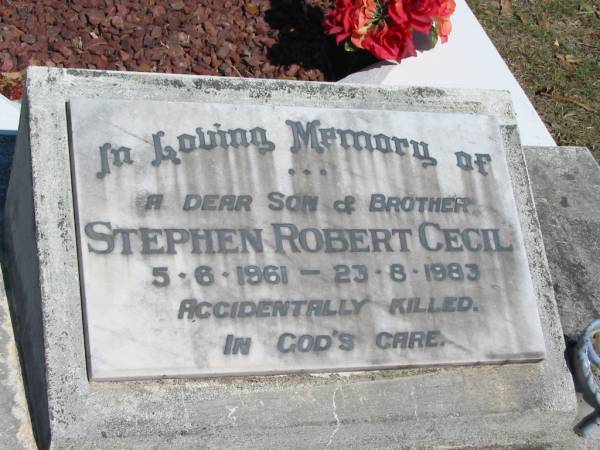 In Loving Memory of
...
A DEAR SON & BROTHER
STEPHEN ROBERT CECIL
5.6.1961 – 23.8.1983
ACCIDENTALLY KILLED.
IN GOD'S CARE.